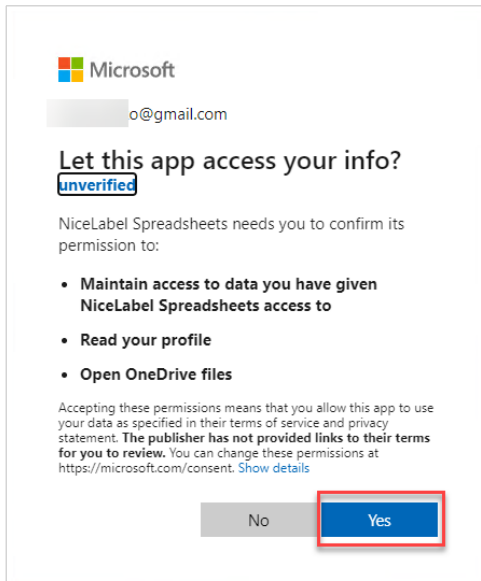 Microsoft
o@gmail.com
Let this app access your info?
unverified
NiceLabel Spreadsheets needs you to confirm its
permission to:
• Maintain access to data you have given
NiceLabel Spreadsheets access to
• Read your profile
• Open OneDrive files
Accepting these permissions means that you allow this app to use
your data as specified in their terms of service and privacy
statement. The publisher has not provided links to their terms
for you to review. You can change these permissions at
https://microsoft.com/consent. Show details
No
Yes